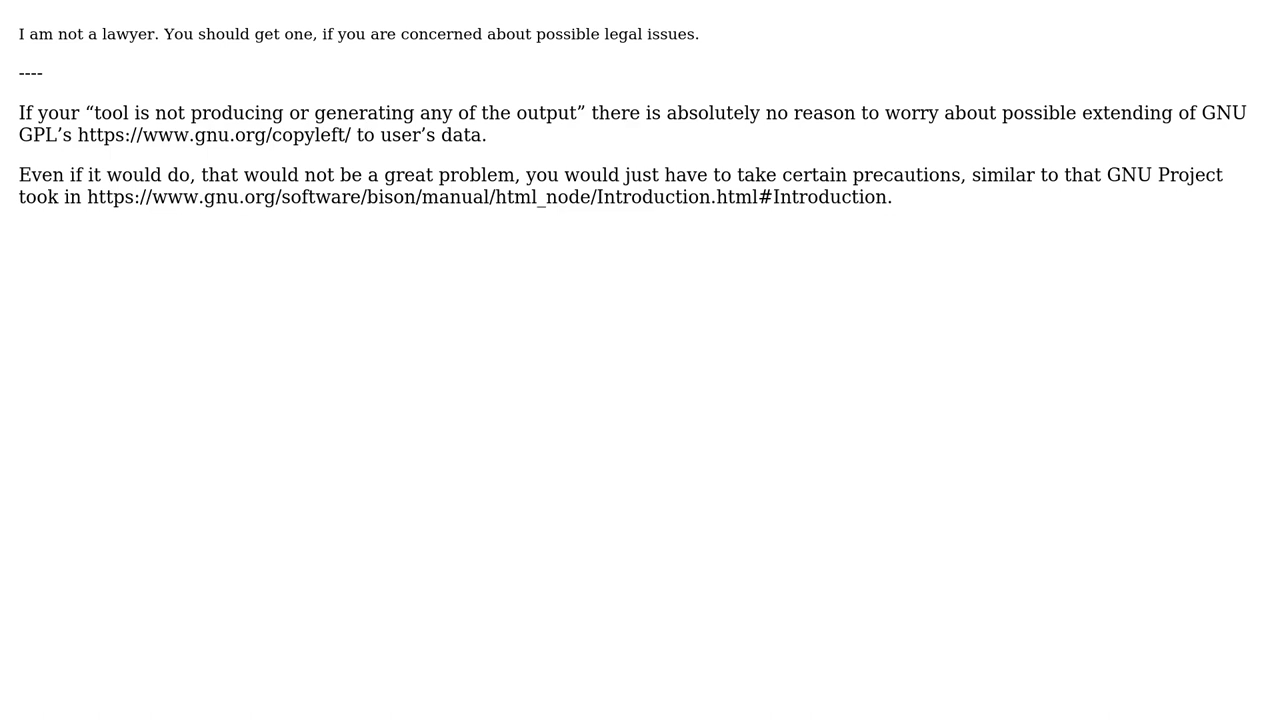 I am not a lawyer. You should get one, if you are concerned about possible legal issues.
----
If your “tool is not producing or generating any of the output” there is absolutely no reason to worry about possible extending of GNU
GPL’s https://www.gnu.org/copyleft/ to user’s data.
Even if it would do, that would not be a great problem, you would just have to take certain precautions, similar to that GNU Project
took in https://www.gnu.org/software/bison/manual/html_node/Introduction.html#Introduction.